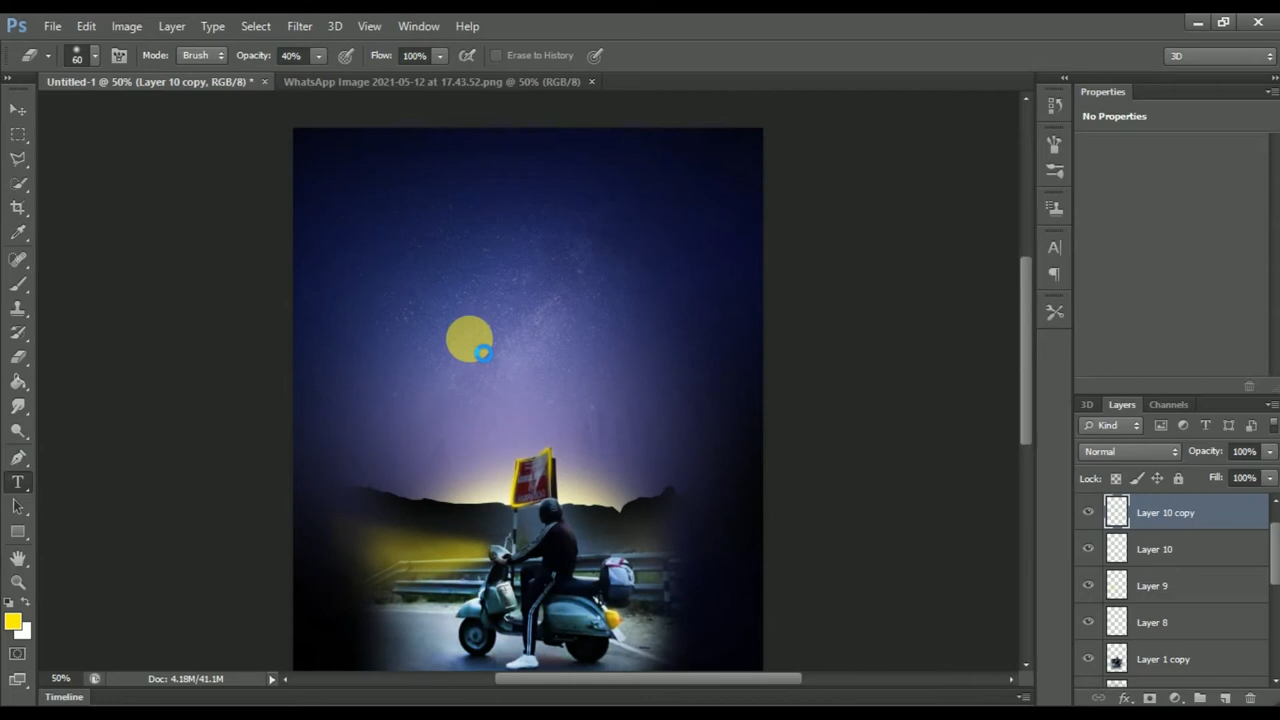 Ps File Edit Image Layer Type Select Filter 3D View Window Help
60 Mode: Brush Opacity: 40% Flow: 100% Erase to History 3D
Untitled-1 @ 50% (Layer 10 copy, RGB/8) * × WhatsApp Image 2021-05-12 at 17.43.52.png @ 50% (RGB/8) ×
Properties
No Properties
3D Layers Channels
Kind
Normal Opacity: 100%
Lock: Fill: 100%
Layer 10 copy
Layer 10
Layer 9
Layer 8
Layer 1 copy
fx
50% Doc: 4.18M/41.1M
Timeline